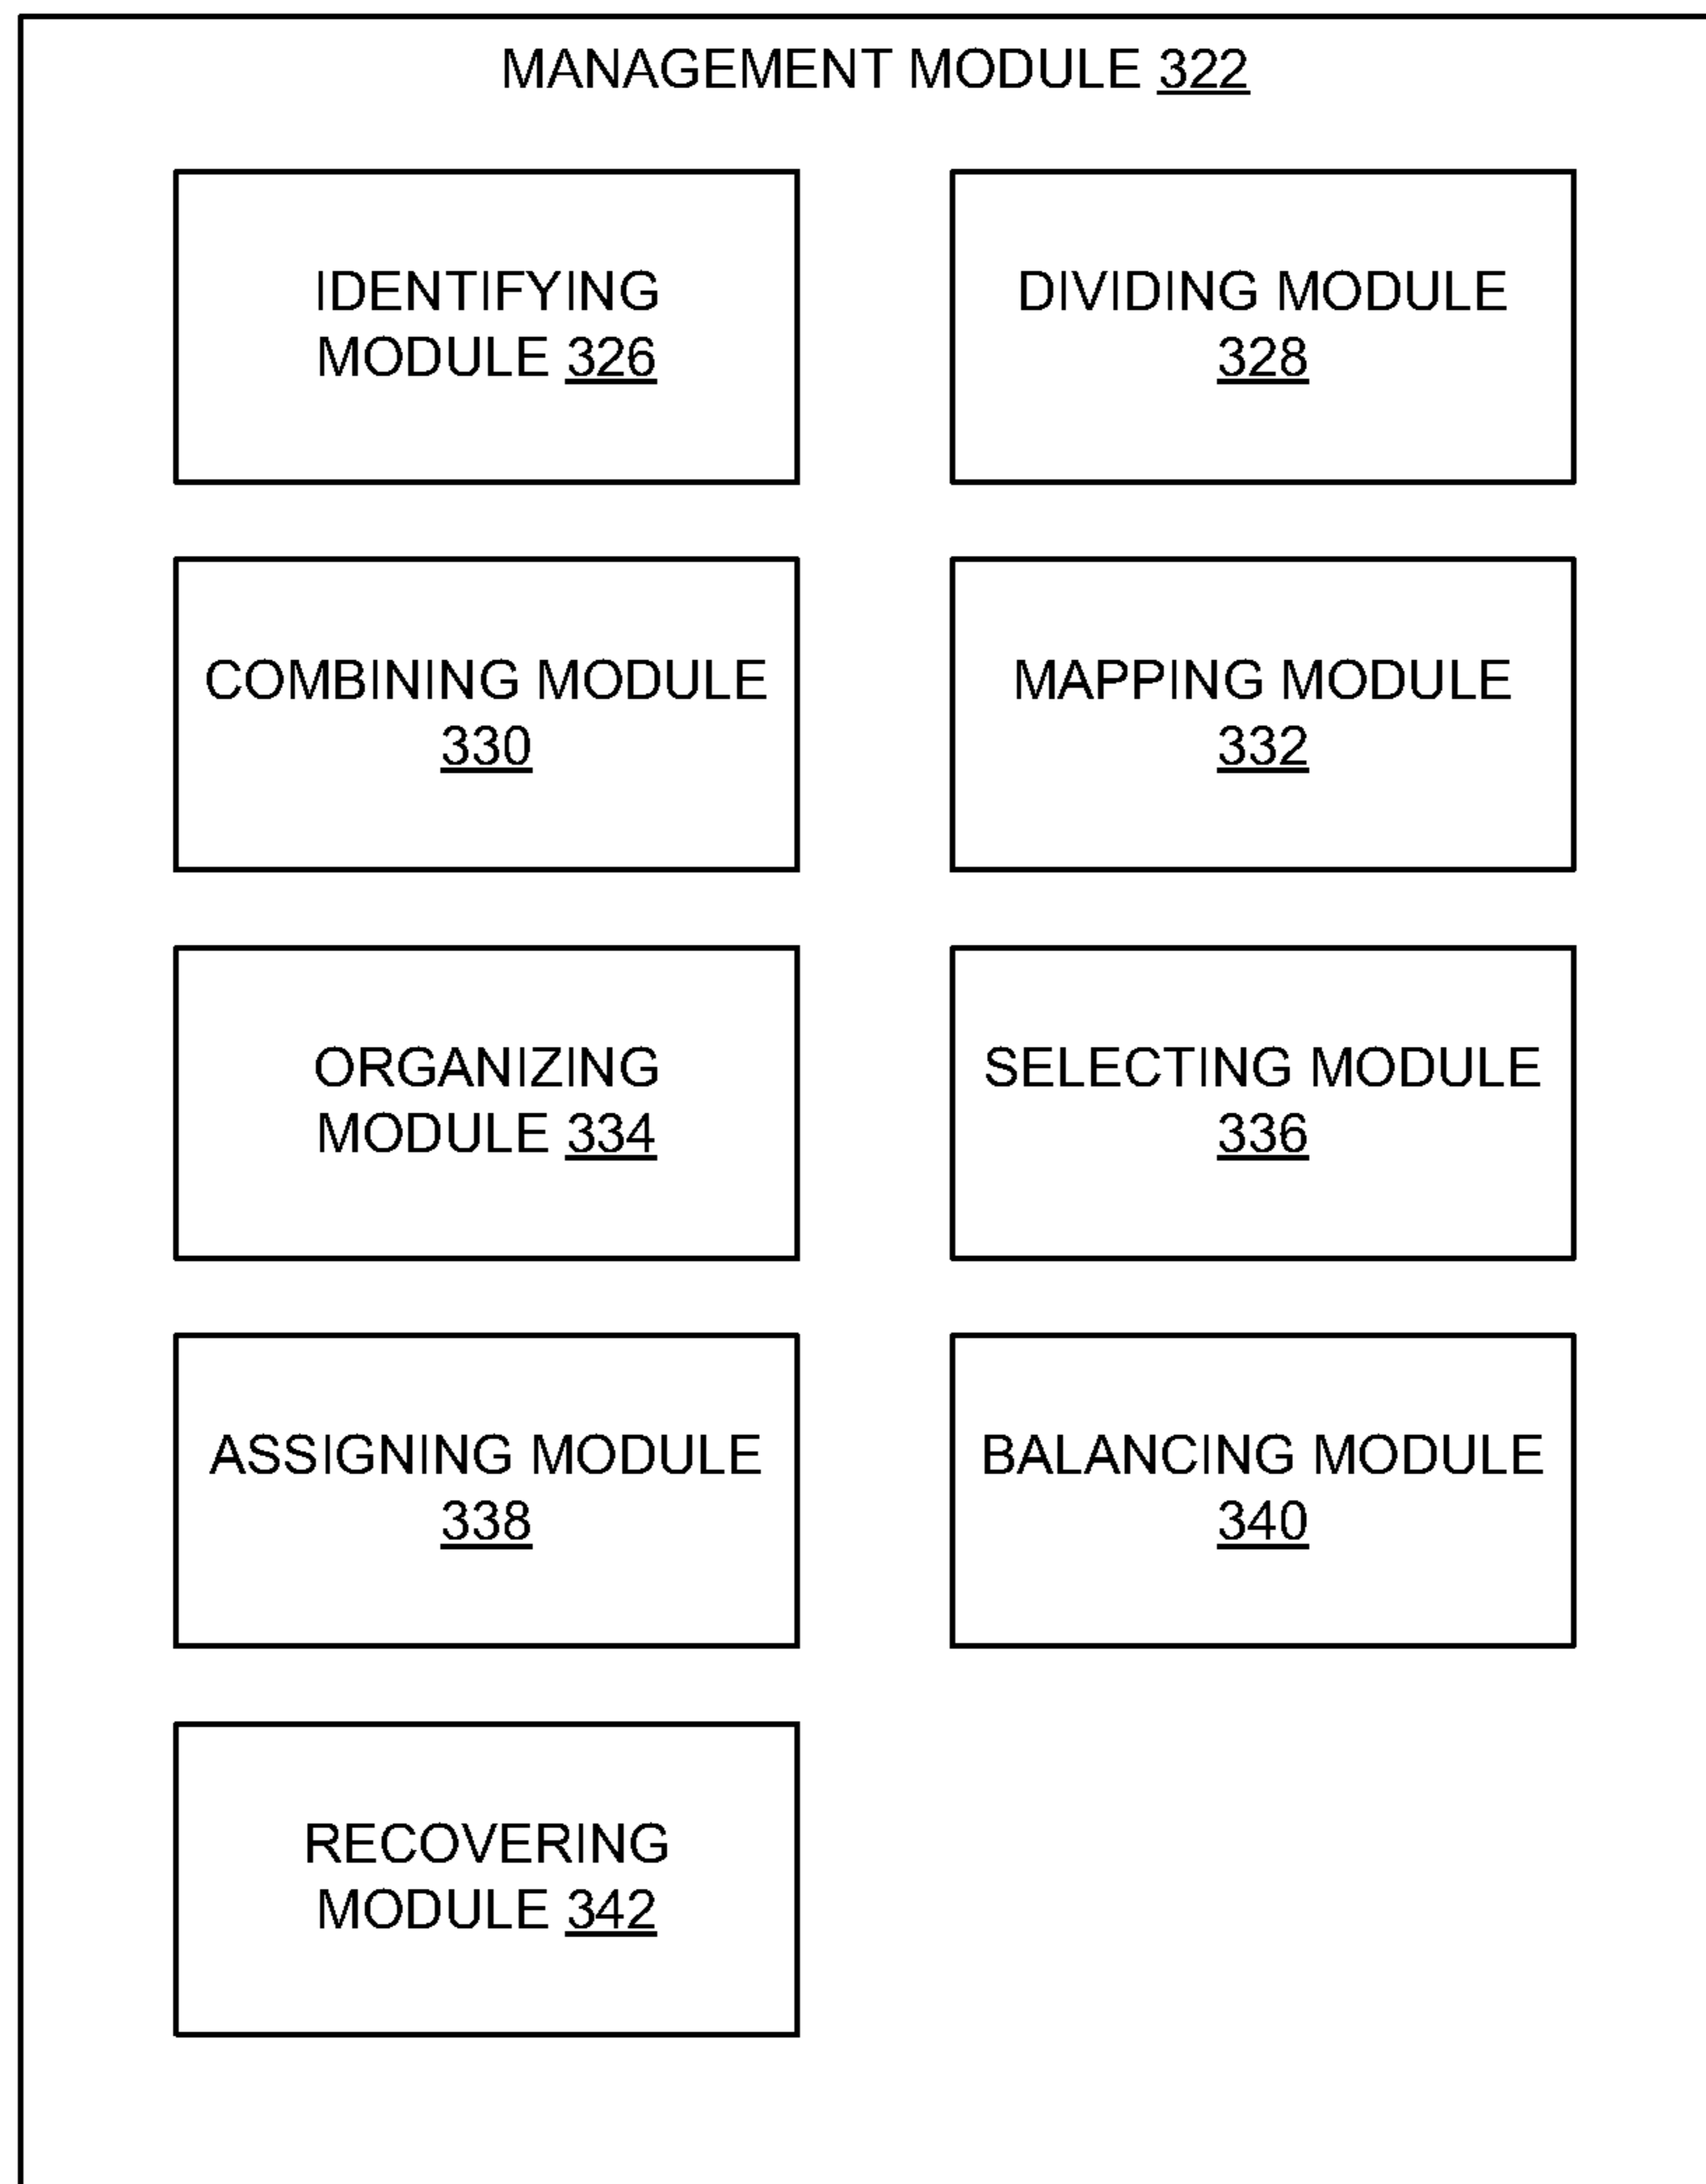 MANAGEMENT MODULE 322
IDENTIFYING
MODULE 326
DIVIDING MODULE
328
COMBINING MODULE
330
MAPPING MODULE
332
ORGANIZING
MODULE 334
SELECTING MODULE
336
ASSIGNING MODULE
338
BALANCING MODULE
340
RECOVERING
MODULE 342